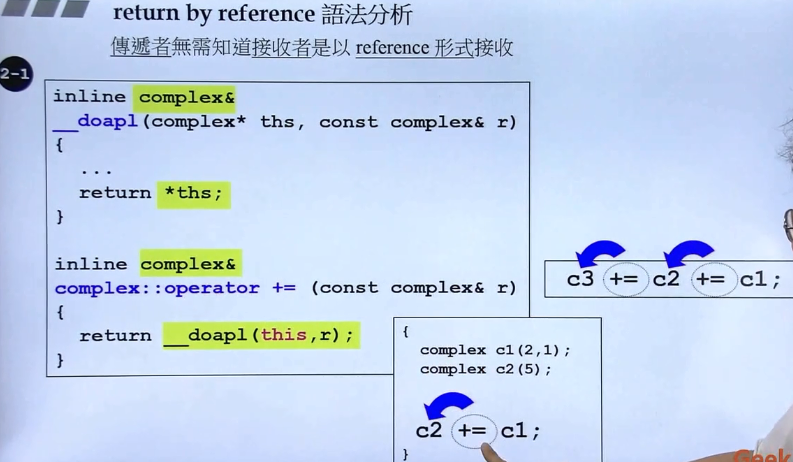 return by reference 語法分析
傳遞者無需知道接收者是以 reference 形式接收
2-1
inline complex&
__doapl(complex* ths, const complex& r)
{
...
return *ths;
}
inline complex&
complex::operator += (const complex& r)
{
return __doapl(this,r);
}
c3 += c2 += c1;
{
complex c1(2,1);
complex c2(5);
c2 += c1;
}
Geek